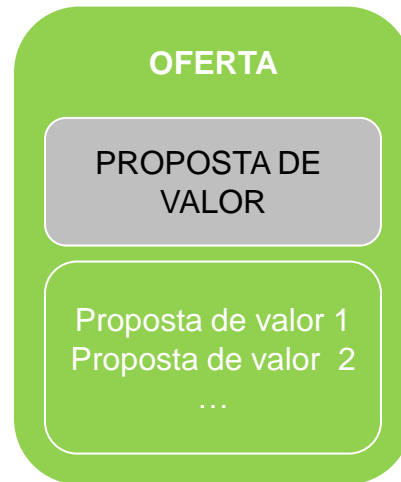 OFERTA
PROPOSTA DE
VALOR
Proposta de valor 1
Proposta de valor  2
…